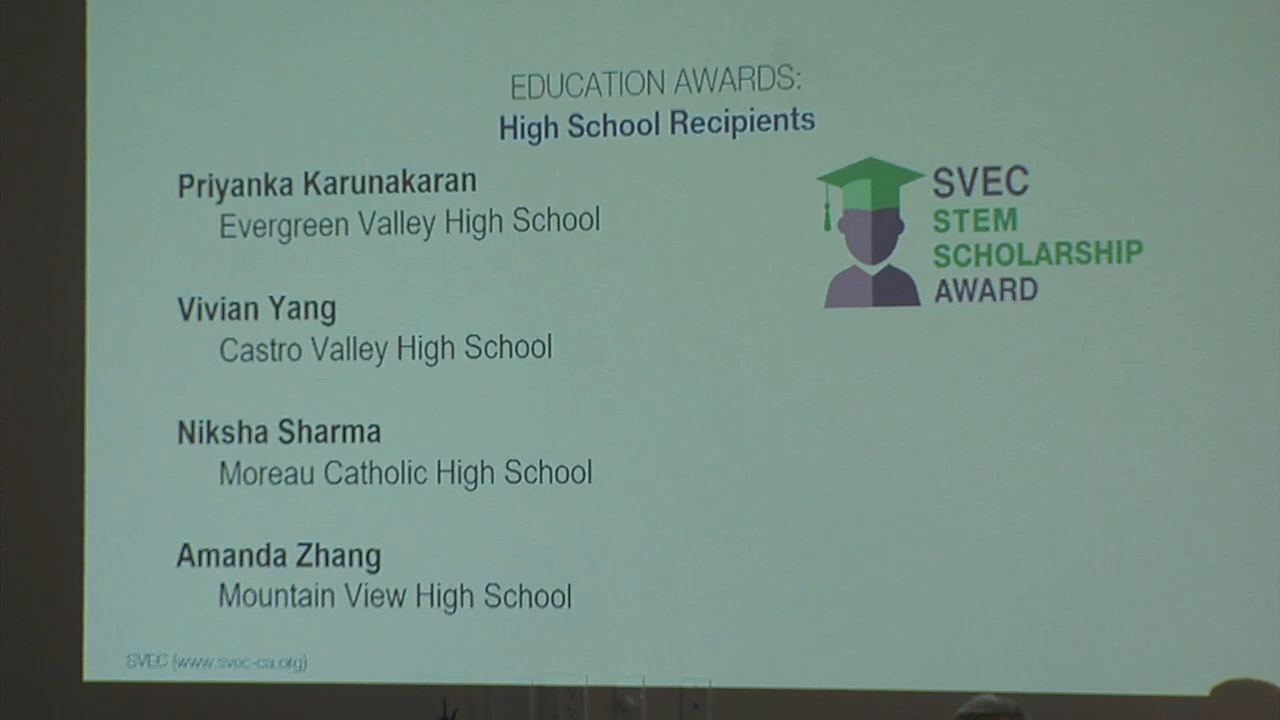 EDUCATION AWARDS:
High School Recipients
Priyanka Karunakaran
Evergreen Valley High School
Vivian Yang
Castro Valley High School
Niksha Sharma
Moreau Catholic High School
Amanda Zhang
Mountain View High School
SVEC
STEM
SCHOLARSHIP
AWARD
SVEC (www.svec-ca.org)